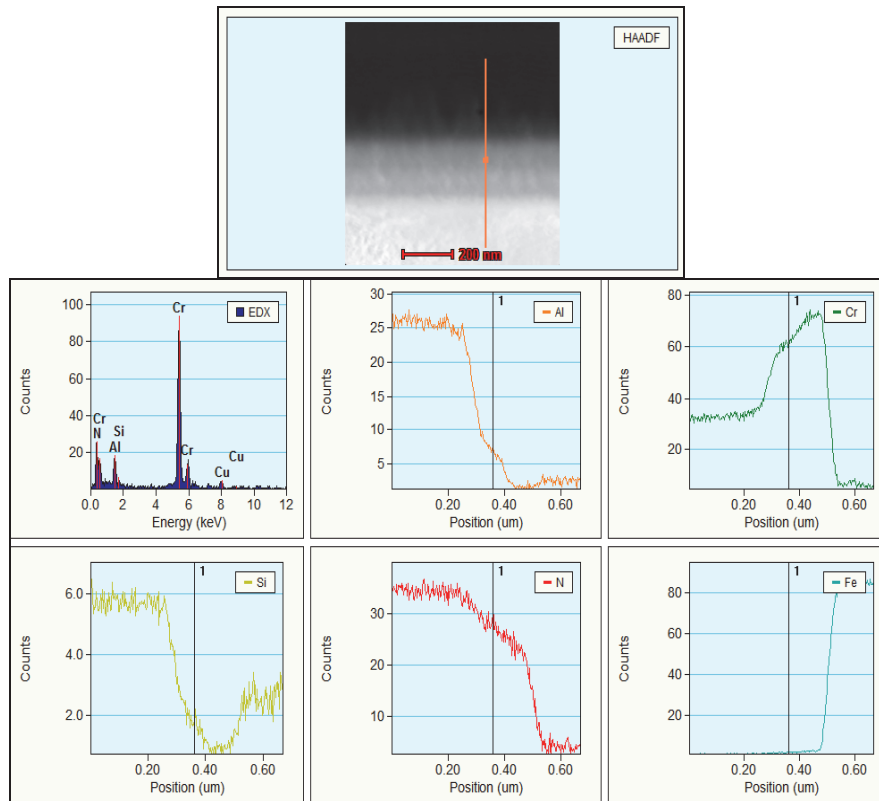 HAADF
200 nm
100
80
60
40
20
Cr
Cr
N
Si
Al
Cr
Cu
Cu
EDX
Counts
0.0 2 4 6 8 10 12
Energy (keV)
30
25
20
15
10
5
1
Al
Counts
0.20 0.40 0.60
Position (um)
80
60
40
20
1
Cr
Counts
0.20 0.40 0.60
Position (um)
6.0
4.0
2.0
1
Si
Counts
0.20 0.40 0.60
Position (um)
30
20
10
1
N
Counts
0.20 0.40 0.60
Position (um)
80
60
40
20
1
Fe
Counts
0.20 0.40 0.60
Position (um)